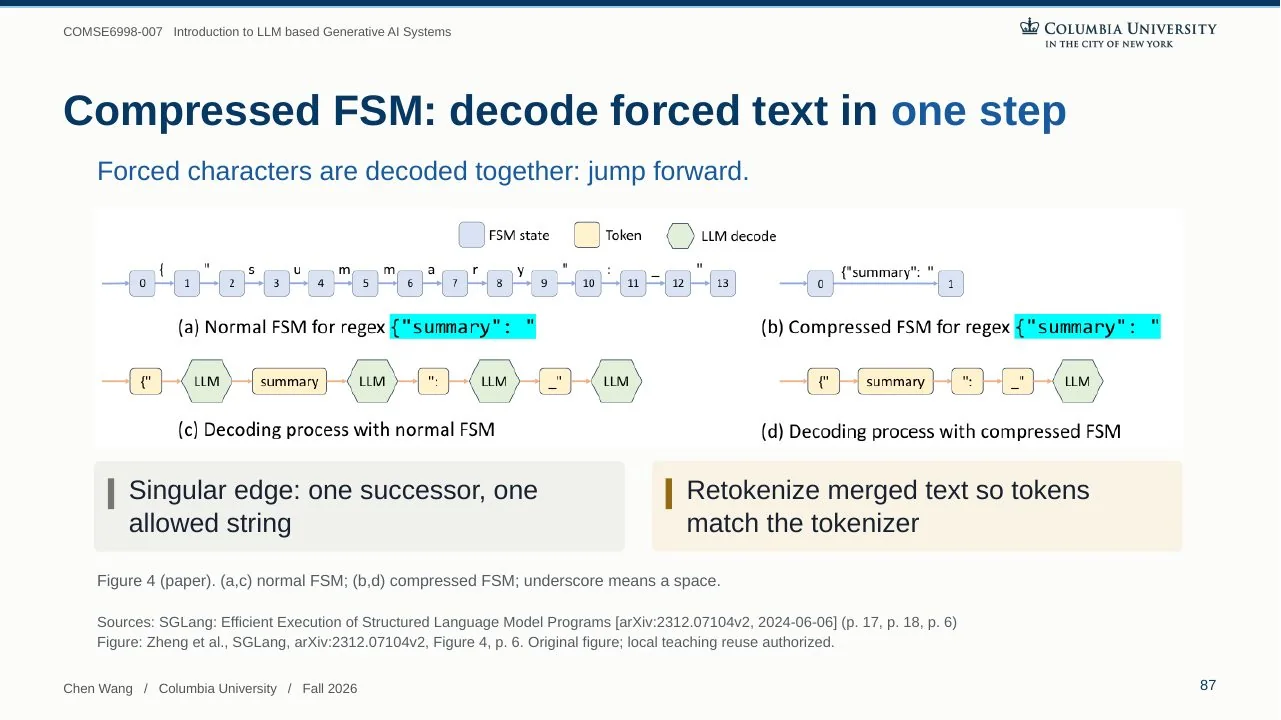 COMSE6998-007 Introduction to LLM based Generative AI Systems
COLUMBIA UNIVERSITY
IN THE CITY OF NEW YORK
Compressed FSM: decode forced text in one step
Forced characters are decoded together: jump forward.
FSM state Token LLM decode
{ " s u m m a r y " : _ "
0 1 2 3 4 5 6 7 8 9 10 11 12 13
{"summary": "
0 1
(a) Normal FSM for regex {"summary": "
(b) Compressed FSM for regex {"summary": "
{" LLM summary LLM ": LLM _" LLM
{" summary ": _" LLM
(c) Decoding process with normal FSM
(d) Decoding process with compressed FSM
Singular edge: one successor, one
allowed string
Retokenize merged text so tokens
match the tokenizer
Figure 4 (paper). (a,c) normal FSM; (b,d) compressed FSM; underscore means a space.
Sources: SGLang: Efficient Execution of Structured Language Model Programs [arXiv:2312.07104v2, 2024-06-06] (p. 17, p. 18, p. 6)
Figure: Zheng et al., SGLang, arXiv:2312.07104v2, Figure 4, p. 6. Original figure; local teaching reuse authorized.
Chen Wang / Columbia University / Fall 2026
87